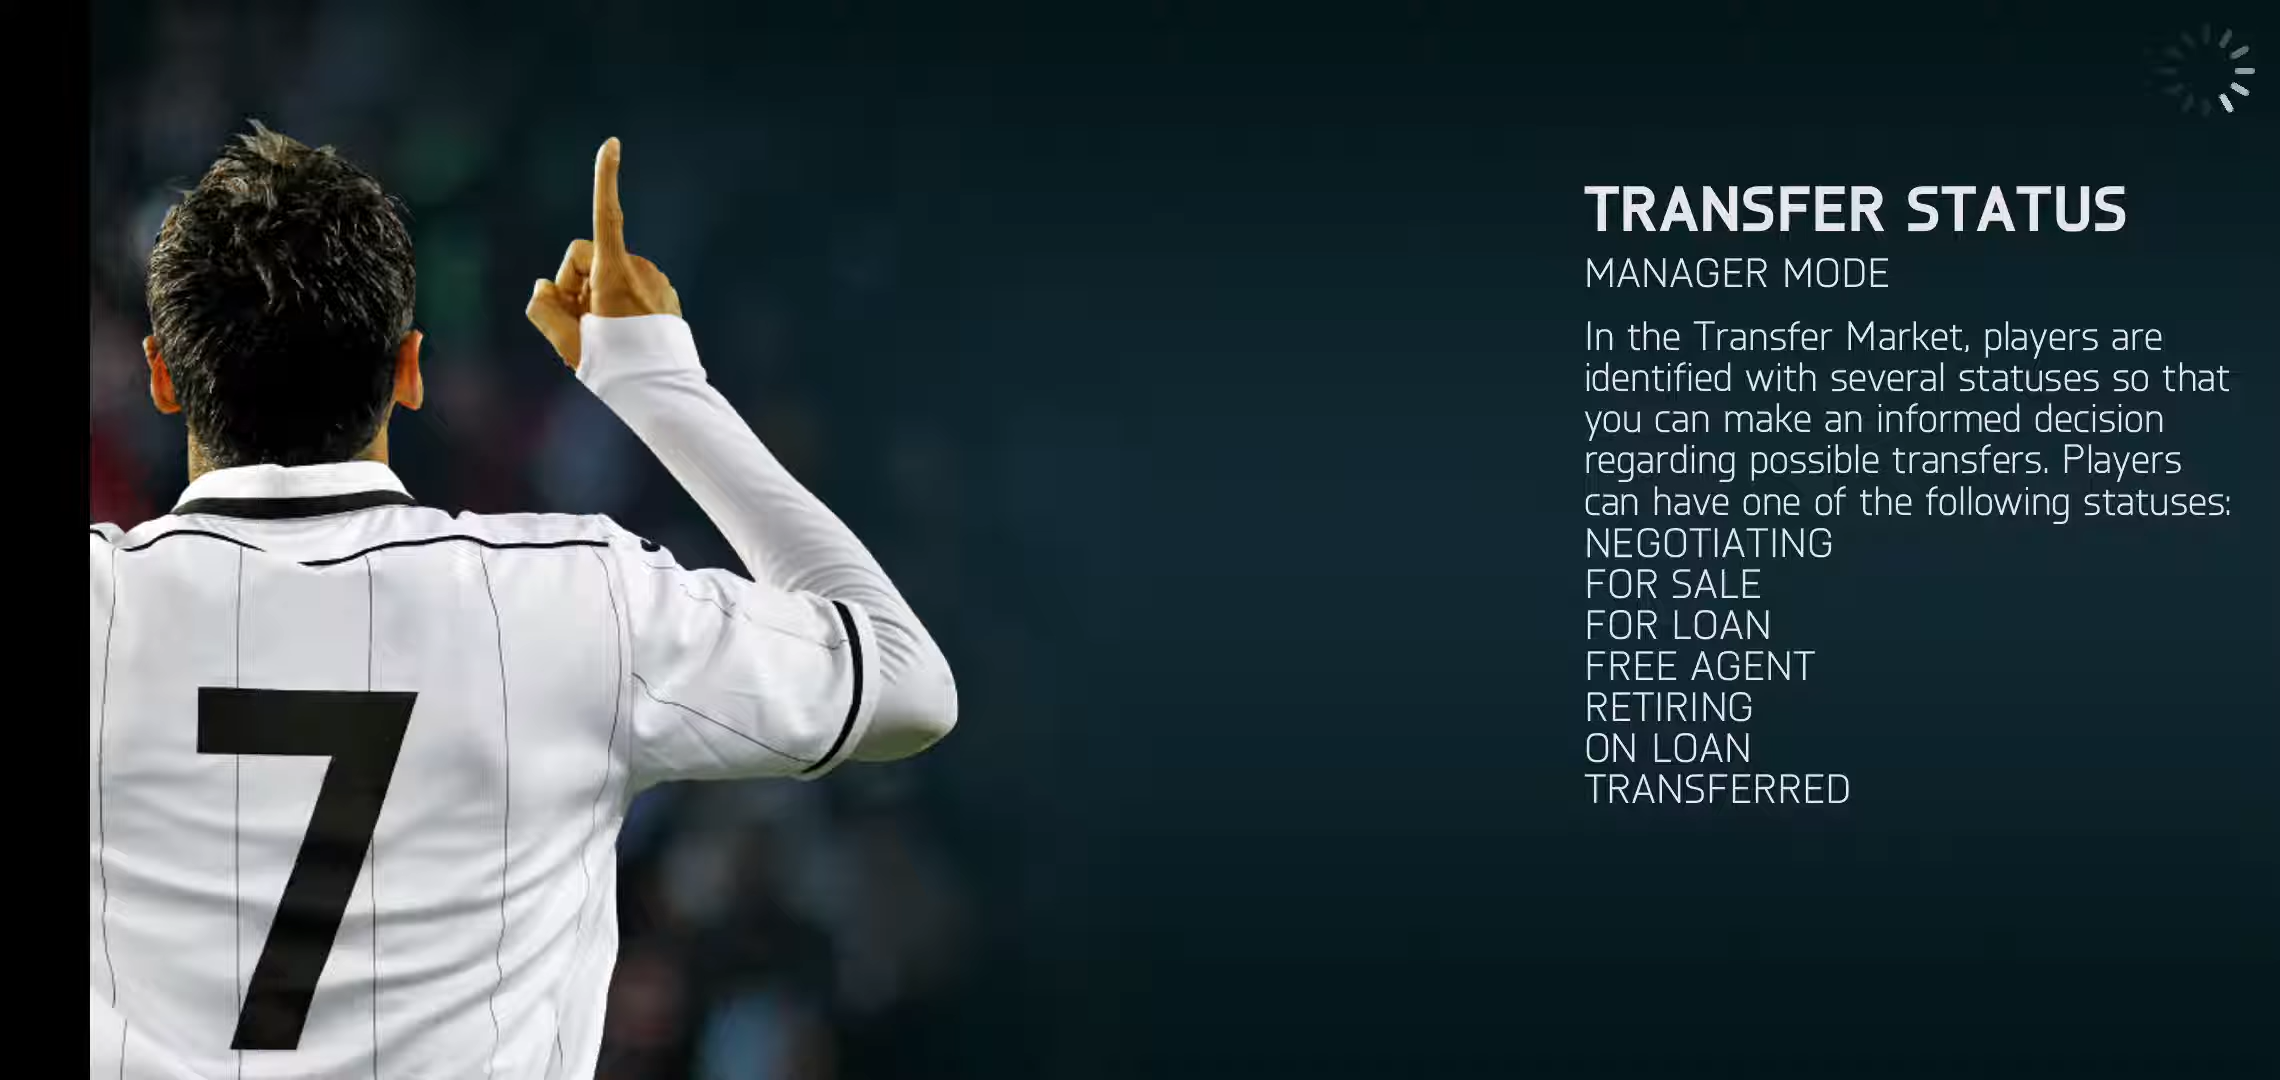 TRANSFER STATUS
MANAGER MODE
In the Transfer Market, players are
identified with several statuses so that
you can make an informed decision
regarding possible transfers. Players
can have one of the following statuses:
NEGOTIATING
FOR SALE
FOR LOAN
FREE AGENT
RETIRING
ON LOAN
TRANSFERRED
7